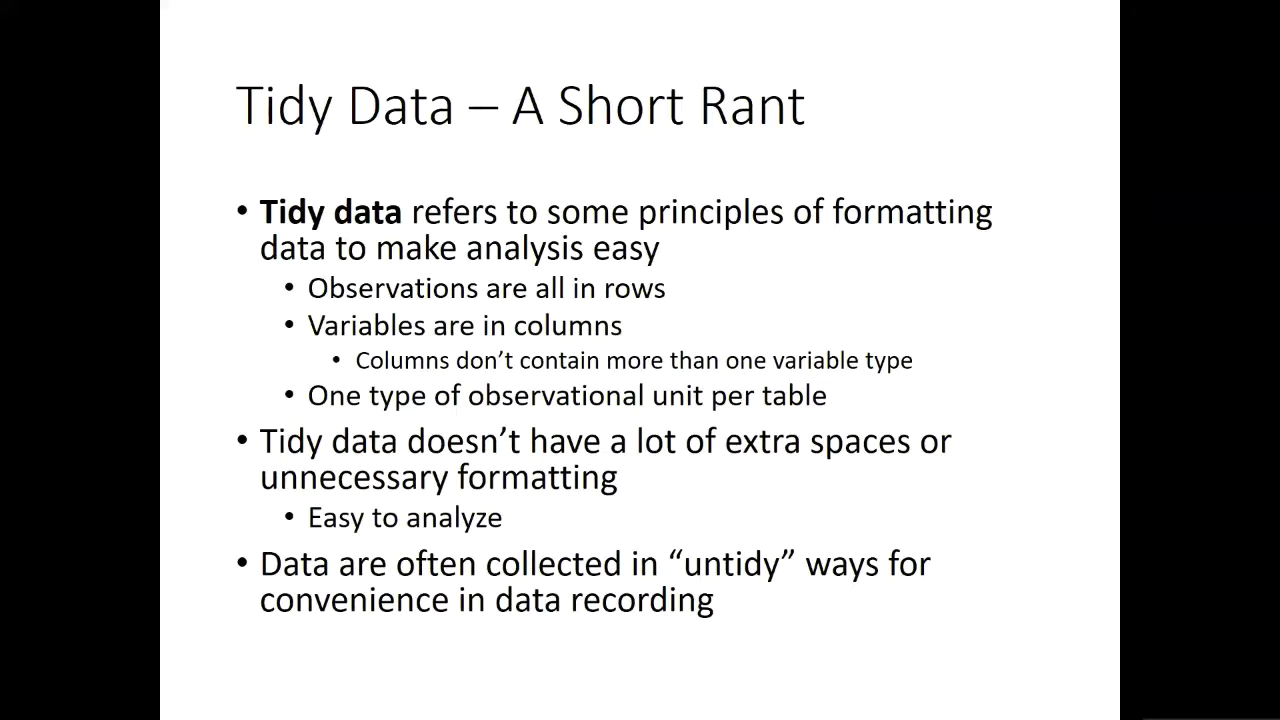 Tidy Data – A Short Rant
• Tidy data refers to some principles of formatting
data to make analysis easy
• Observations are all in rows
• Variables are in columns
• Columns don’t contain more than one variable type
• One type of observational unit per table
• Tidy data doesn’t have a lot of extra spaces or
unnecessary formatting
• Easy to analyze
• Data are often collected in “untidy” ways for
convenience in data recording